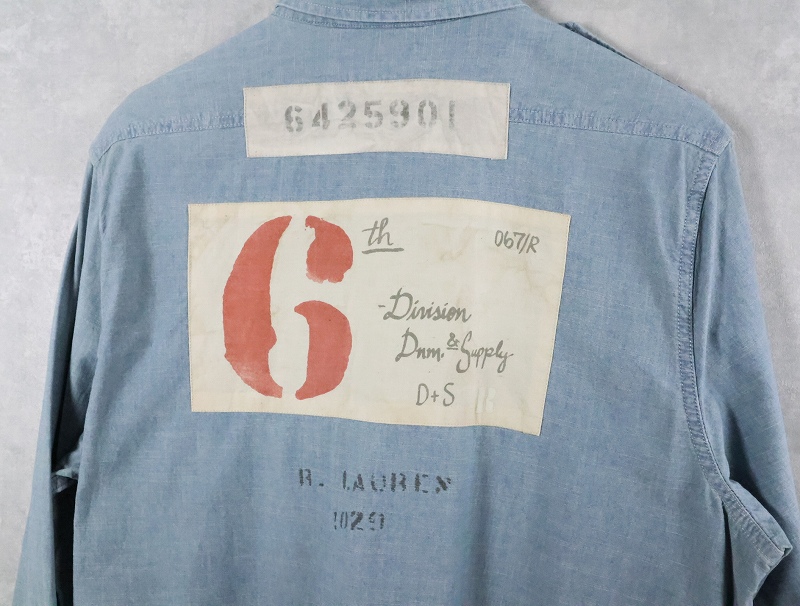 6425901
6th 067/R
-Division
Dnm. & Supply
D+S
R. LAUREN
1029